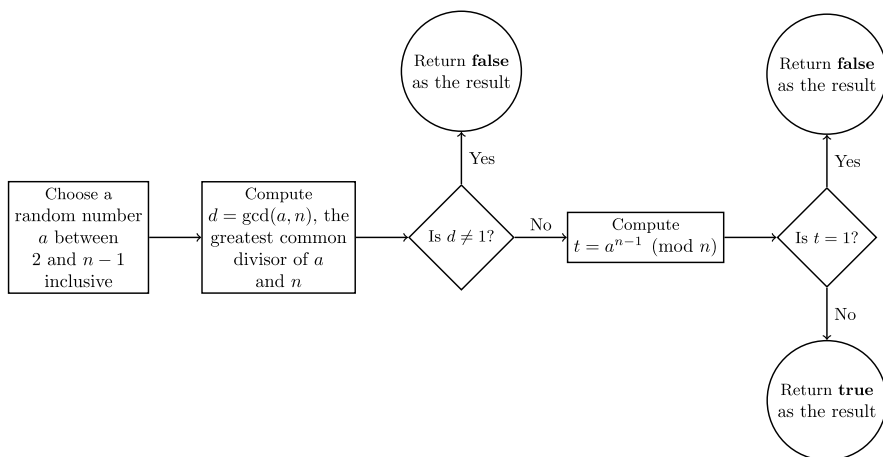 Choose a
random number
a between
2 and n − 1
inclusive
Compute
d = gcd(a, n), the
greatest common
divisor of a
and n
Is d ≠ 1?
Yes
Return false
as the result
No
Compute
t = aⁿ⁻¹ (mod n)
Is t = 1?
Yes
Return false
as the result
No
Return true
as the result